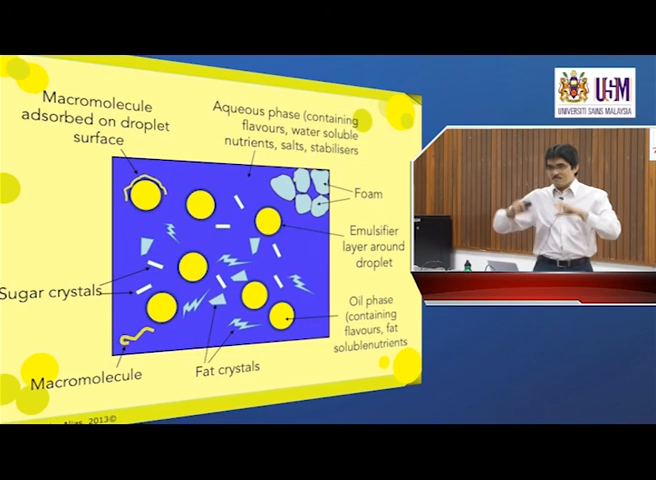 USM
UNIVERSITI SAINS MALAYSIA
Macromolecule
adsorbed on droplet
surface
Aqueous phase (containing
flavours, water soluble
nutrients, salts, stabilisers
Foam
Emulsifier
layer around
droplet
Sugar crystals
Oil phase
(containing
flavours, fat
solublenutrients
Macromolecule
Fat crystals
2013©